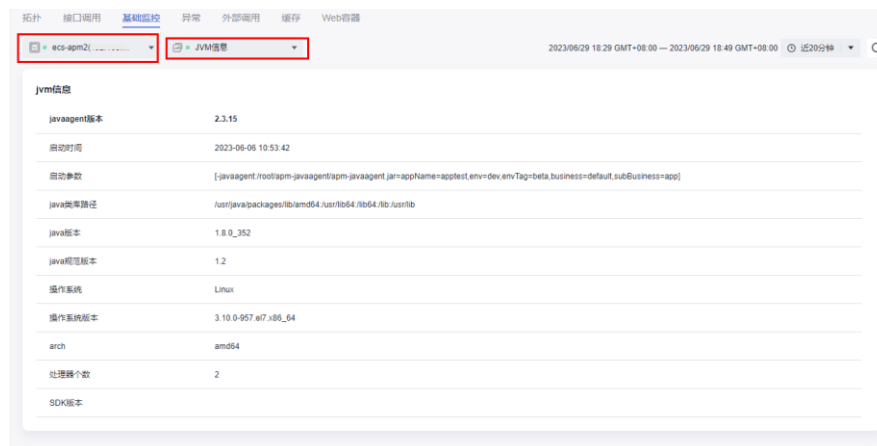 拓扑 接口调用 基础监控 异常 外部调用 缓存 Web容器
ecs-apm2( JVM信息 2023/06/29 18:29 GMT+08:00 — 2023/06/29 18:49 GMT+08:00 近20分钟
jvm信息
javaagent版本 2.3.15
启动时间 2023-06-06 10:53:42
启动参数 [-javaagent:/root/apm-javaagent/apm-javaagent.jar=appName=apptest,env=dev,envTag=beta,business=default,subBusiness=app]
java类库路径 /usr/java/packages/lib/amd64:/usr/lib64:/lib64:/lib:/usr/lib
java版本 1.8.0_352
java规范版本 1.2
操作系统 Linux
操作系统版本 3.10.0-957.el7.x86_64
arch amd64
处理器个数 2
SDK版本